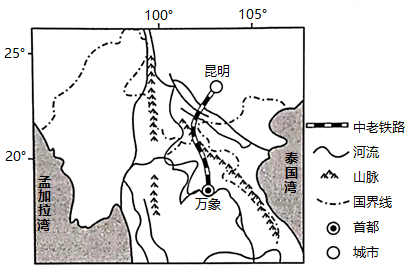 100° 105°
25°
20°
昆明
万象
孟加拉湾
泰国湾
中老铁路
河流
山脉
国界线
首都
城市